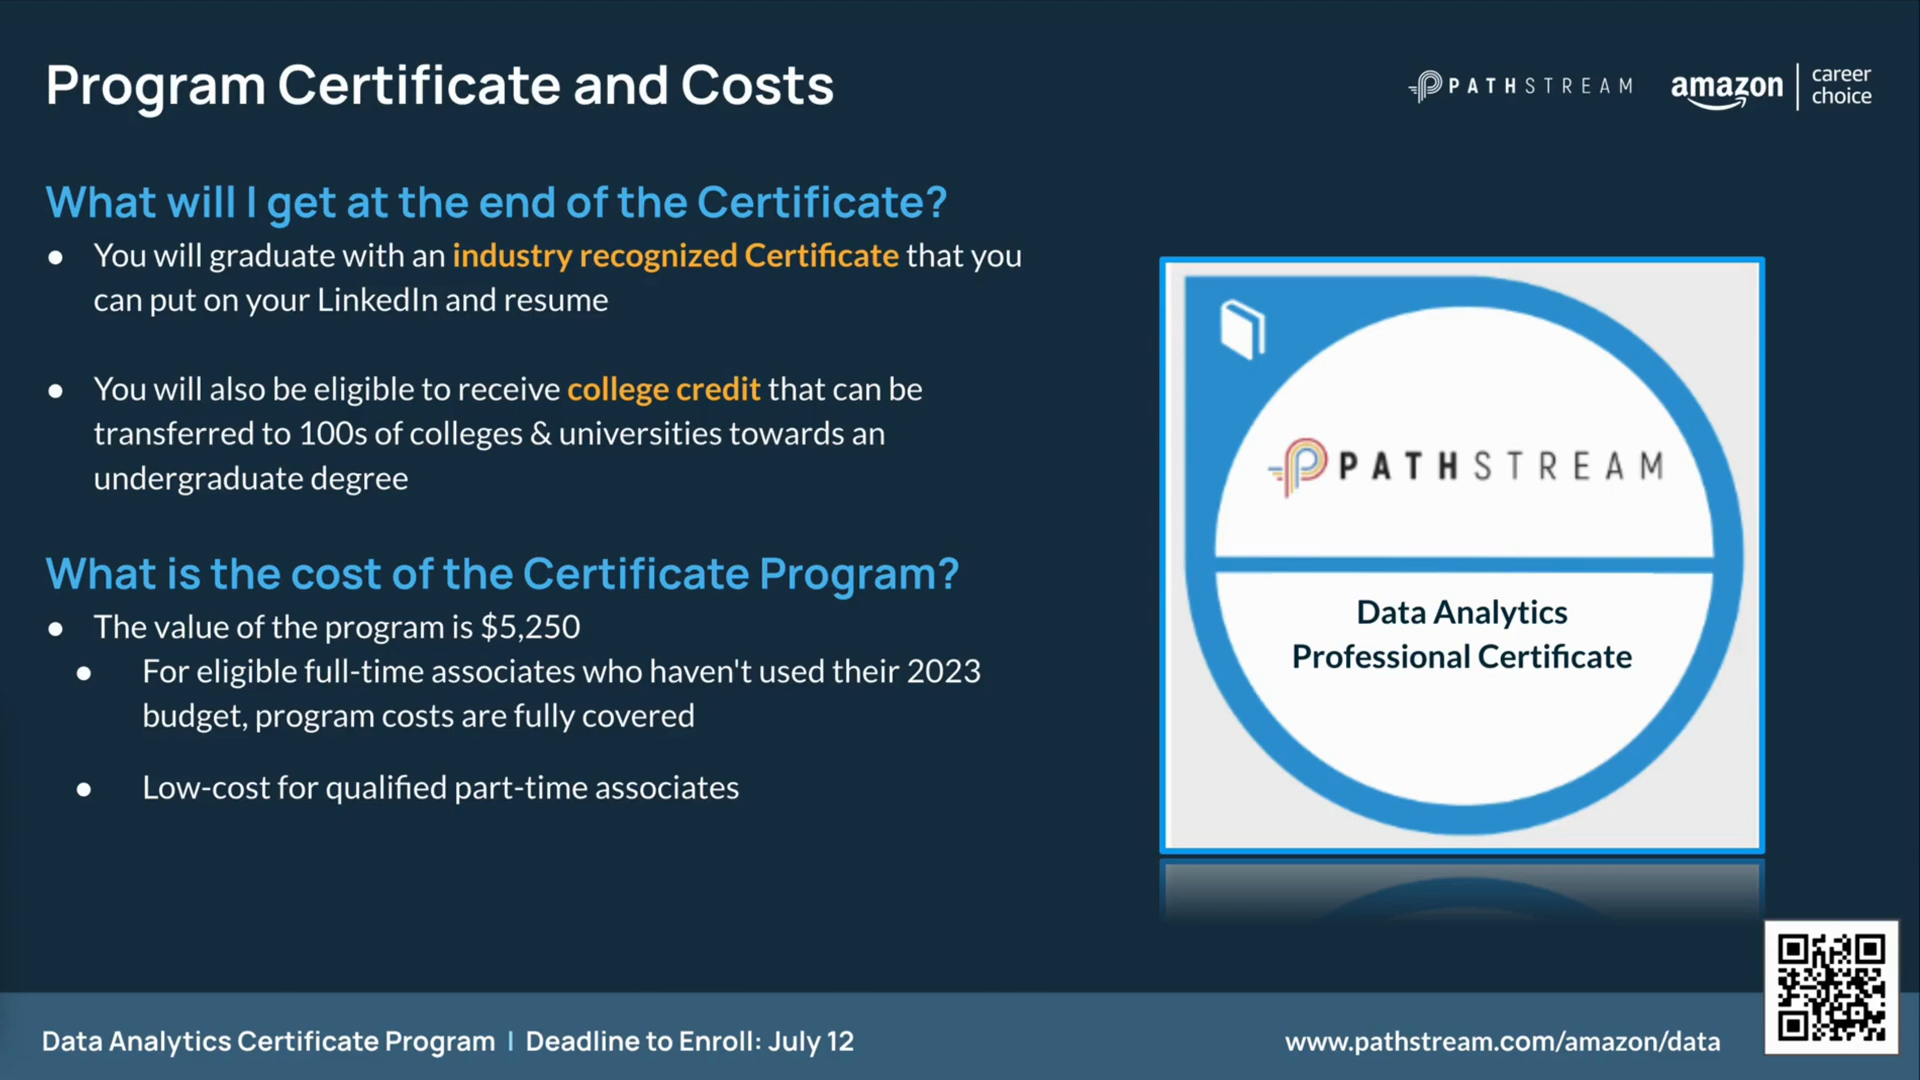 Program Certificate and Costs
PATHSTREAM
amazon | career choice
What will I get at the end of the Certificate?
● You will graduate with an industry recognized Certificate that you
can put on your LinkedIn and resume
● You will also be eligible to receive college credit that can be
transferred to 100s of colleges & universities towards an
undergraduate degree
What is the cost of the Certificate Program?
● The value of the program is $5,250
● For eligible full-time associates who haven't used their 2023
budget, program costs are fully covered
● Low-cost for qualified part-time associates
PATHSTREAM
Data Analytics
Professional Certificate
Data Analytics Certificate Program | Deadline to Enroll: July 12
www.pathstream.com/amazon/data